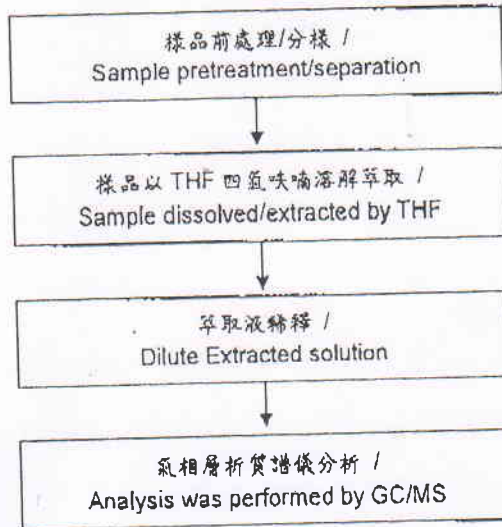 樣品前處理/分樣 /
Sample pretreatment/separation
樣品以 THF 四氫呋喃溶解萃取 /
Sample dissolved/extracted by THF
萃取液稀釋 /
Dilute Extracted solution
氣相層析質譜儀分析 /
Analysis was performed by GC/MS